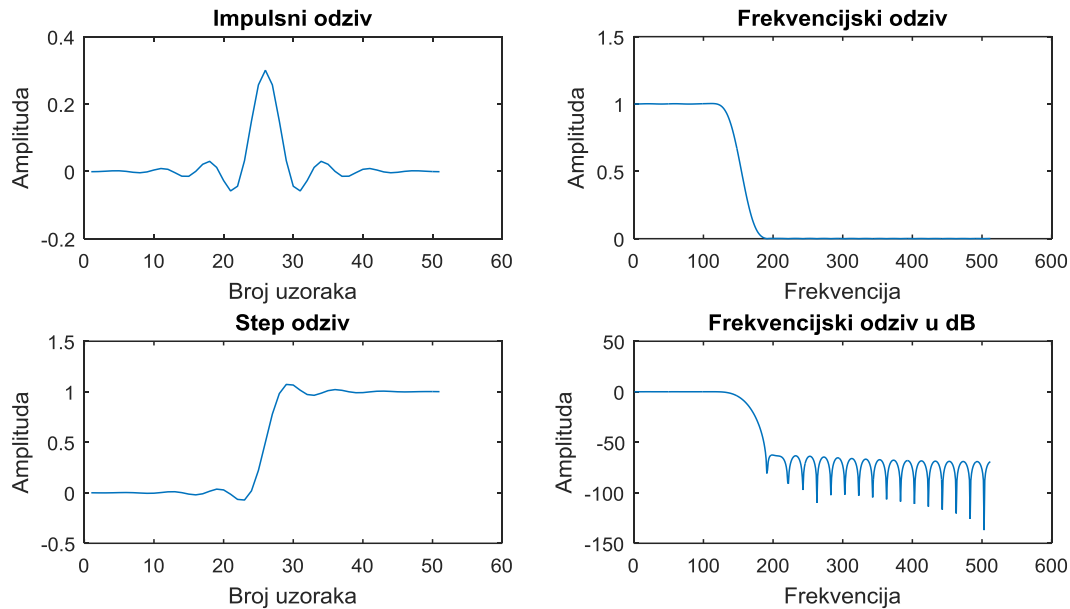 Impulsni odziv
Amplituda
0.4
0.2
0
-0.2
0 10 20 30 40 50 60
Broj uzoraka
Frekvencijski odziv
Amplituda
1.5
1
0.5
0
0 100 200 300 400 500 600
Frekvencija
Step odziv
Amplituda
1.5
1
0.5
0
-0.5
0 10 20 30 40 50 60
Broj uzoraka
Frekvencijski odziv u dB
Amplituda
50
0
-50
-100
-150
0 100 200 300 400 500 600
Frekvencija